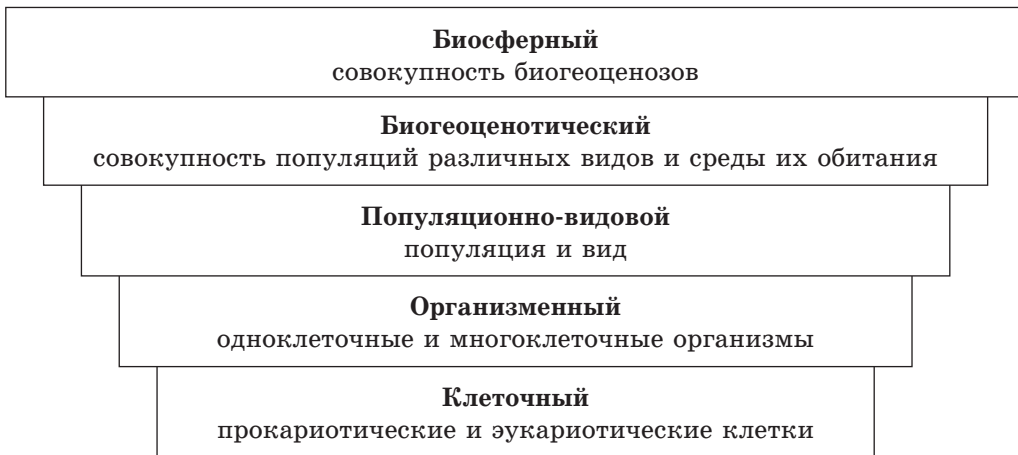 Биосферный
совокупность биогеоценозов
Биогеоценотический
совокупность популяций различных видов и среды их обитания
Популяционно-видовой
популяция и вид
Организменный
одноклеточные и многоклеточные организмы
Клеточный
прокариотические и эукариотические клетки